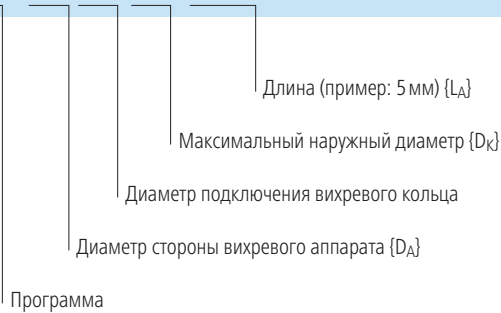 Длина (пример: 5 мм) {LA}
Максимальный наружный диаметр {DK}
Диаметр подключения вихревого кольца
Диаметр стороны вихревого аппарата {DA}
Программа